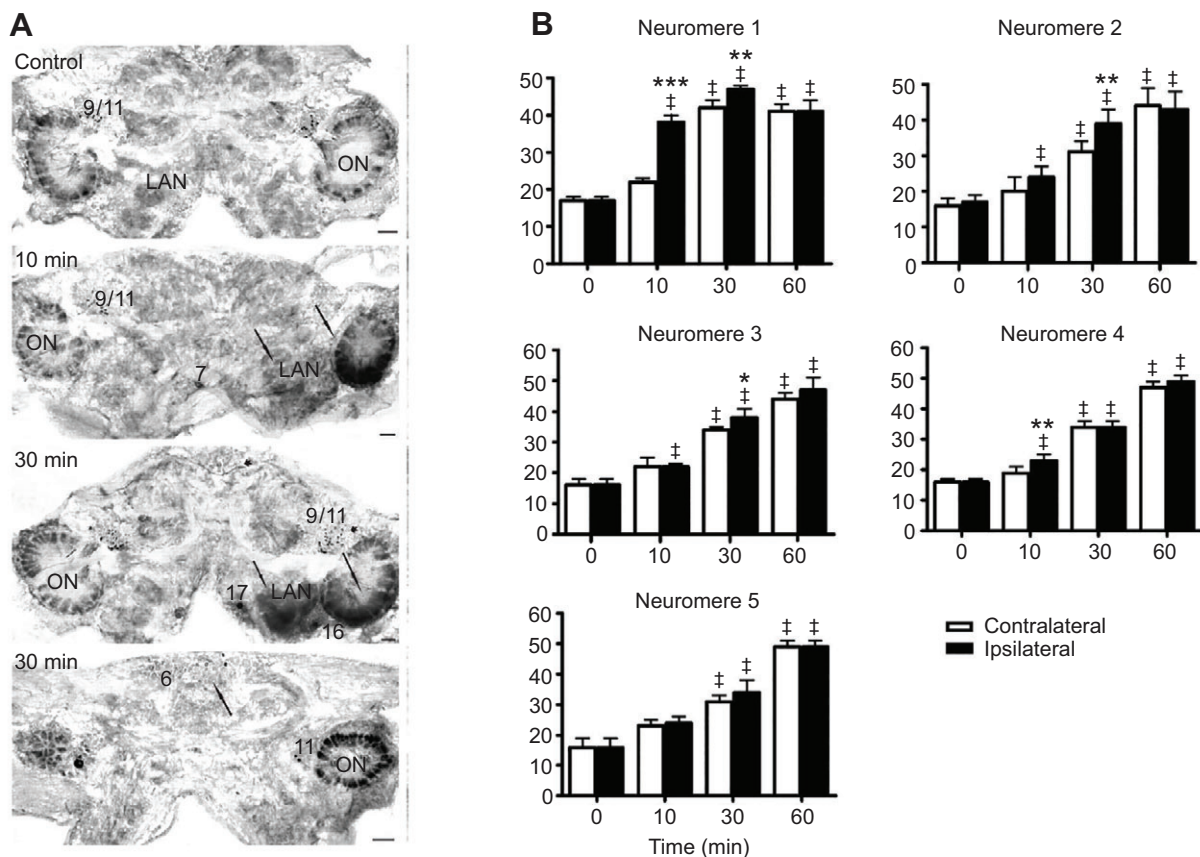 A
Control
9/11
ON
LAN
10 min
9/11
ON
LAN
7
30 min
9/11
ON
LAN
17
16
30 min
6
11
ON
B
Neuromere 1
50
40
30
20
10
0
*** **
‡ ‡ ‡ ‡ ‡
0 10 30 60
Neuromere 2
50
40
30
20
10
0
**
‡ ‡ ‡ ‡ ‡
0 10 30 60
Neuromere 3
60
50
40
30
20
10
0
*
‡ ‡ ‡ ‡ ‡
0 10 30 60
Neuromere 4
60
50
40
30
20
10
0
**
‡ ‡ ‡ ‡ ‡
0 10 30 60
Neuromere 5
60
50
40
30
20
10
0
‡ ‡ ‡ ‡
0 10 30 60
Time (min)
Contralateral
Ipsilateral